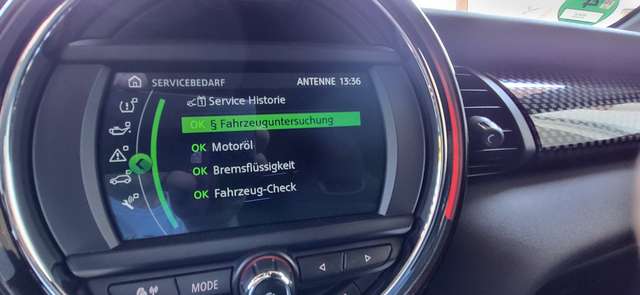 SERVICEBEDARF ANTENNE 13:36
Service Historie
OK § Fahrzeuguntersuchung
OK Motoröl
OK Bremsflüssigkeit
OK Fahrzeug-Check
MODE